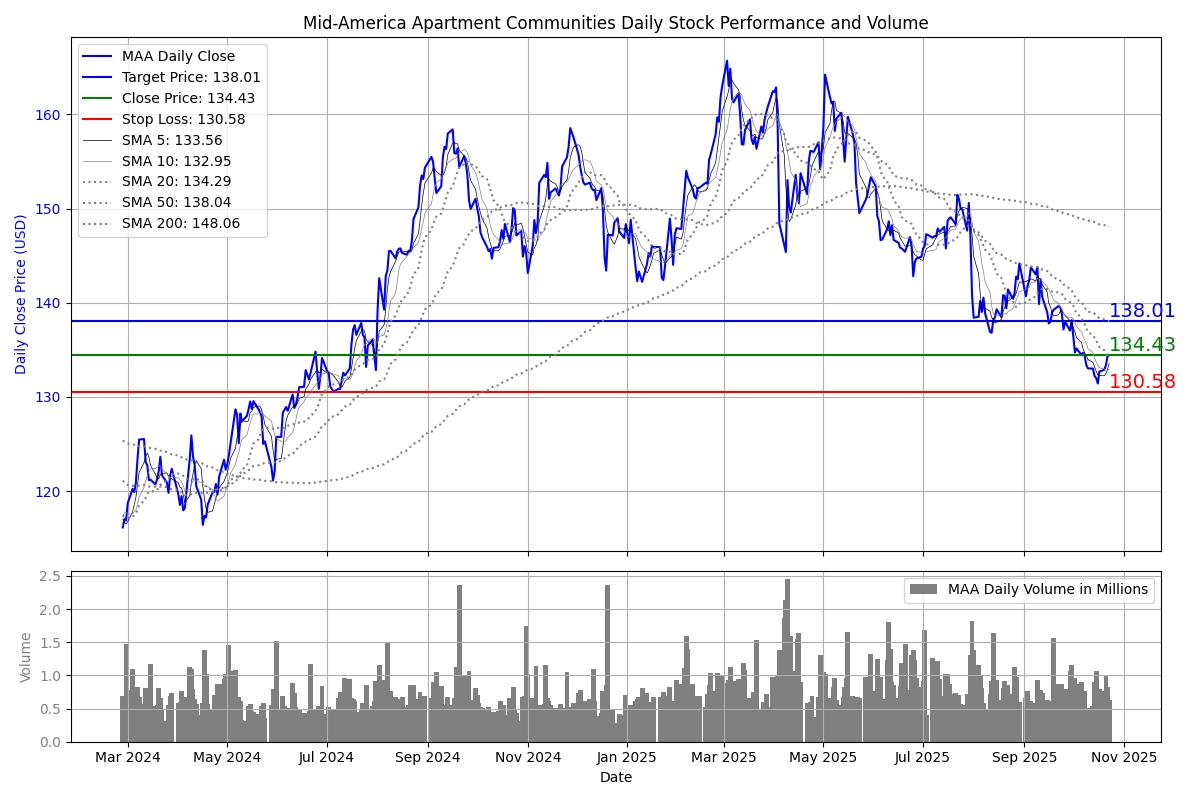 Mid-America Apartment Communities Daily Stock Performance and Volume
MAA Daily Close
Target Price: 138.01
Close Price: 134.43
Stop Loss: 130.58
SMA 5: 133.56
SMA 10: 132.95
SMA 20: 134.29
SMA 50: 138.04
SMA 200: 148.06
Daily Close Price (USD)
160
150
140
130
120
138.01
134.43
130.58
MAA Daily Volume in Millions
Volume
2.5
2.0
1.5
1.0
0.5
0.0
Mar 2024 May 2024 Jul 2024 Sep 2024 Nov 2024 Jan 2025 Mar 2025 May 2025 Jul 2025 Sep 2025 Nov 2025
Date